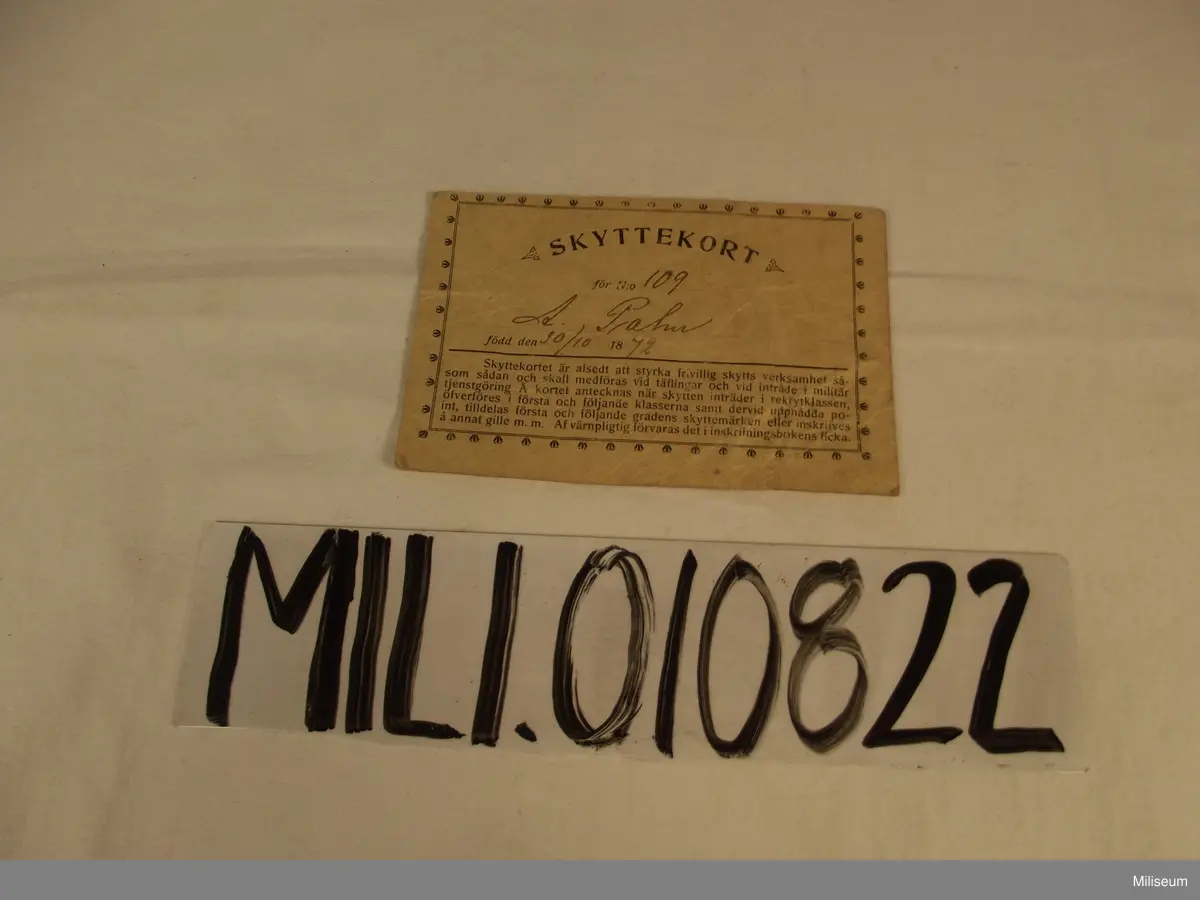 SKYTTEKORT
för N:o 109
A. Palm
född den 30/10 1872
Skyttekortet är afsedt att styrka frivillig skytts verksamhet så-
som sådan och skall medföras vid täflingar och vid inträde i militär
tjenstgöring Å kortet antecknas när skytten inträder i rekrytklassen,
öfverföres i första och följande klasserna samt dervid uppnådda po-
int, tilldelas första och följande gradens skyttemärken eller inskrifves
å annat gille m. m. Af värnpligtig förvaras det i inskrifningsbokens ficka.
MILI.010822
Miliseum